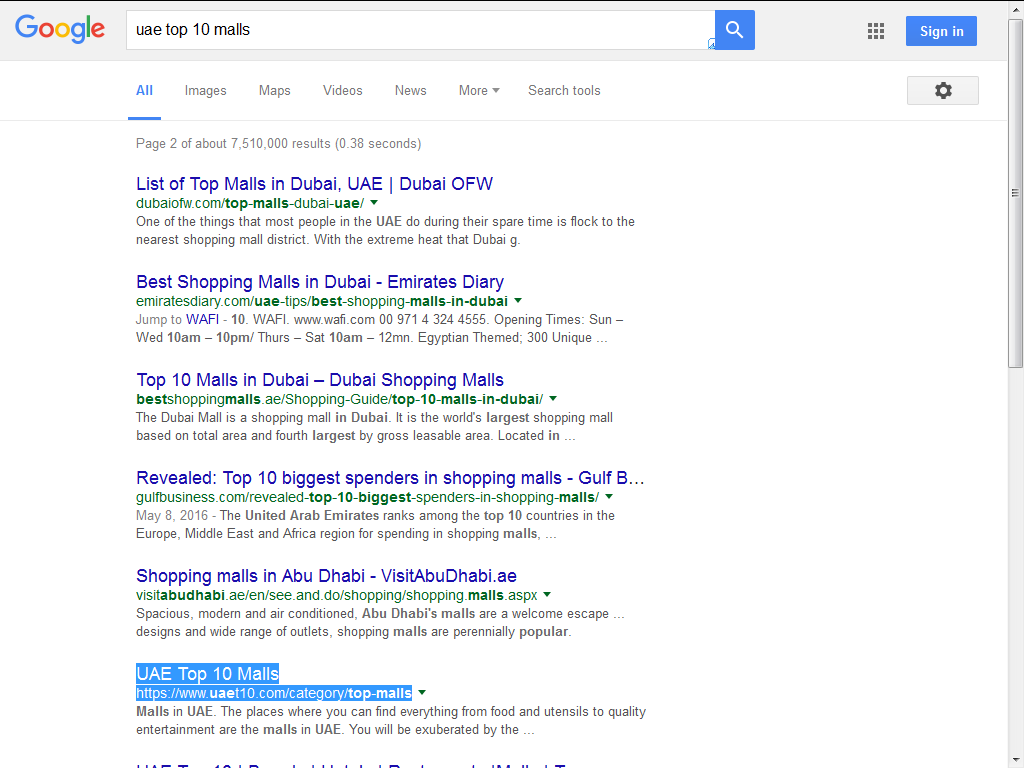 Google
uae top 10 malls
Sign in
All Images Maps Videos News More Search tools
Page 2 of about 7,510,000 results (0.38 seconds)
List of Top Malls in Dubai, UAE | Dubai OFW
dubaiofw.com/top-malls-dubai-uae/
One of the things that most people in the UAE do during their spare time is flock to the
nearest shopping mall district. With the extreme heat that Dubai g.
Best Shopping Malls in Dubai - Emirates Diary
emiratesdiary.com/uae-tips/best-shopping-malls-in-dubai
Jump to WAFI - 10. WAFI. www.wafi.com 00 971 4 324 4555. Opening Times: Sun –
Wed 10am – 10pm/ Thurs – Sat 10am – 12mn. Egyptian Themed; 300 Unique ...
Top 10 Malls in Dubai – Dubai Shopping Malls
bestshoppingmalls.ae/Shopping-Guide/top-10-malls-in-dubai/
The Dubai Mall is a shopping mall in Dubai. It is the world's largest shopping mall
based on total area and fourth largest by gross leasable area. Located in ...
Revealed: Top 10 biggest spenders in shopping malls - Gulf B...
gulfbusiness.com/revealed-top-10-biggest-spenders-in-shopping-malls/
May 8, 2016 - The United Arab Emirates ranks among the top 10 countries in the
Europe, Middle East and Africa region for spending in shopping malls, ...
Shopping malls in Abu Dhabi - VisitAbuDhabi.ae
visitabudhabi.ae/en/see.and.do/shopping/shopping.malls.aspx
Spacious, modern and air conditioned, Abu Dhabi's malls are a welcome escape ...
designs and wide range of outlets, shopping malls are perennially popular.
UAE Top 10 Malls
https://www.uaet10.com/category/top-malls
Malls in UAE. The places where you can find everything from food and utensils to quality
entertainment are the malls in UAE. You will be exuberated by the ...